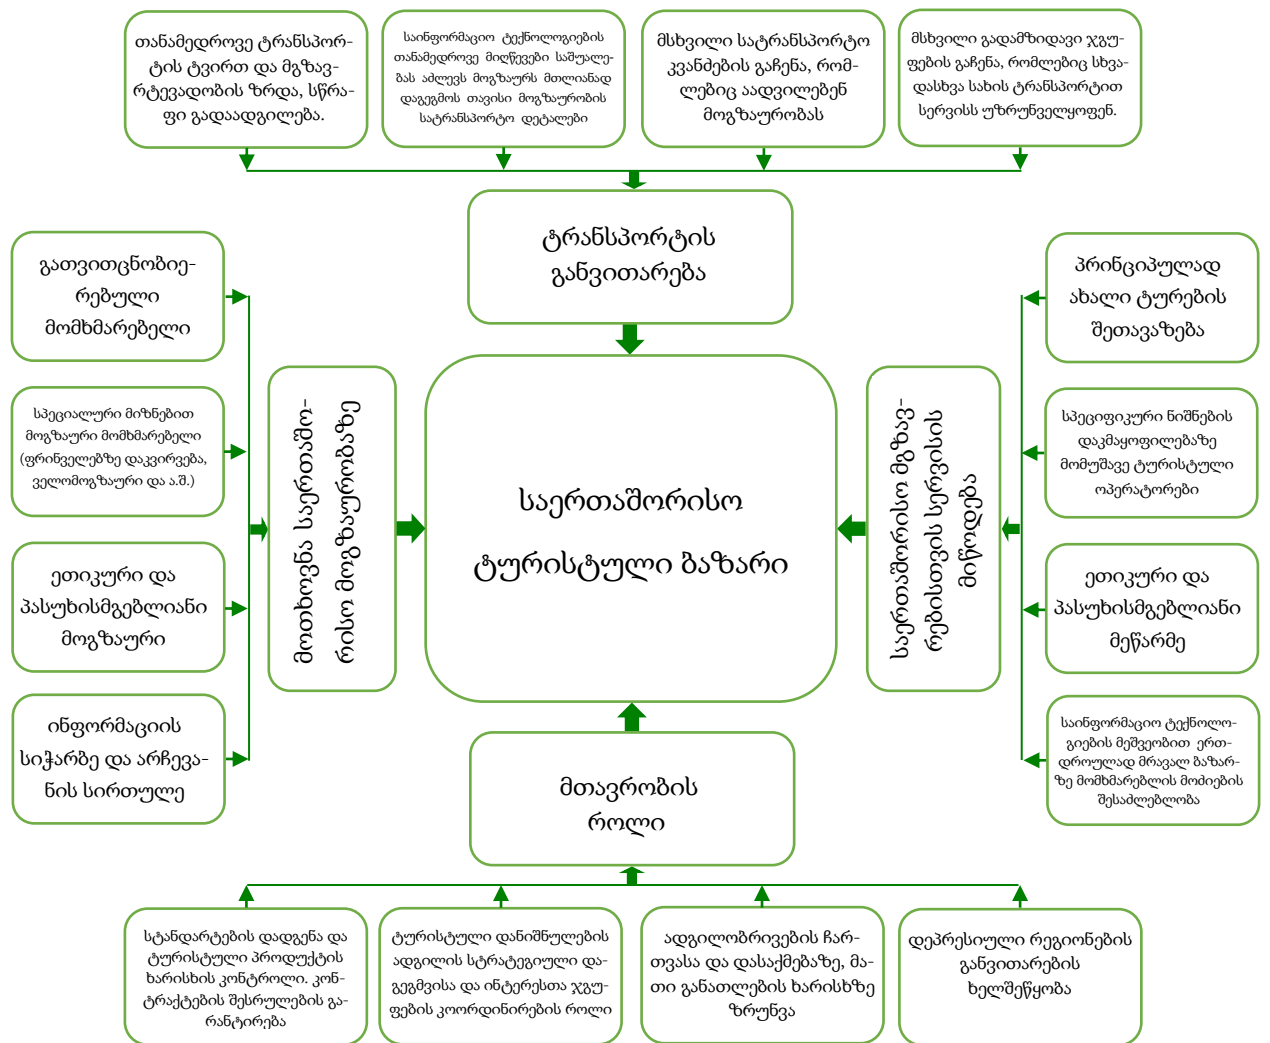 თანამედროვე ტრანსპორ-
ტის ტვირთ და მგზავ-
რტევადობის ზრდა, სწრა-
ფი გადაადგილება.
საინფორმაციო ტექნოლოგიების
თანამედროვე მიღწევები საშუალე-
ბას აძლევს მოგზაურს მთლიანად
დაგეგმოს თავისი მოგზაურობის
სატრანსპორტო დეტალები
მსხვილი სატრანსპორტო
კვანძების გაჩენა, რომ-
ლებიც აადვილებენ
მოგზაურობას
მსხვილი გადამზიდავი ჯგუ-
ფების გაჩენა, რომლებიც სხვა-
დასხვა სახის ტრანსპორტით
სერვისს უზრუნველყოფენ.
ტრანსპორტის
განვითარება
გათვითცნობიე-
რებული
მომხმარებელი
სპეციალური მიზნებით
მოგზაური მომხმარებელი
(ფრინველებზე დაკვირვება,
ველომოგზაური და ა.შ.)
ეთიკური და
პასუხისმგებლიანი
მოგზაური
ინფორმაციის
სიჭარბე და არჩევა-
ნის სირთულე
მოთხოვნა საერთაშო-
რისო მოგზაურობაზე
საერთაშორისო
ტურისტული ბაზარი
საერთაშორისო მგზავ-
რებისთვის სერვისის
მიწოდება
პრინციპულად
ახალი ტურების
შეთავაზება
სპეციფიკური ნიშნების
დაკმაყოფილებაზე
მომუშავე ტურისტული
ოპერატორები
ეთიკური და
პასუხისმგებლიანი
მეწარმე
საინფორმაციო ტექნოლო-
გიების მეშვეობით ერთ-
დროულად მრავალ ბაზარ-
ზე მომხმარებლის მოძიების
შესაძლებლობა
მთავრობის
როლი
სტანდარტების დადგენა და
ტურისტული პროდუქტის
ხარისხის კონტროლი. კონ-
ტრაქტების შესრულების გა-
რანტირება
ტურისტული დანიშნულების
ადგილის სტრატეგიული და-
გეგმვისა და ინტერესთა ჯგუ-
ფების კოორდინირების როლი
ადგილობრივების ჩარ-
თვასა და დასაქმებაზე, მა-
თი განათლების ხარისხზე
ზრუნვა
დეპრესიული რეგიონების
განვითარების
ხელშეწყობა